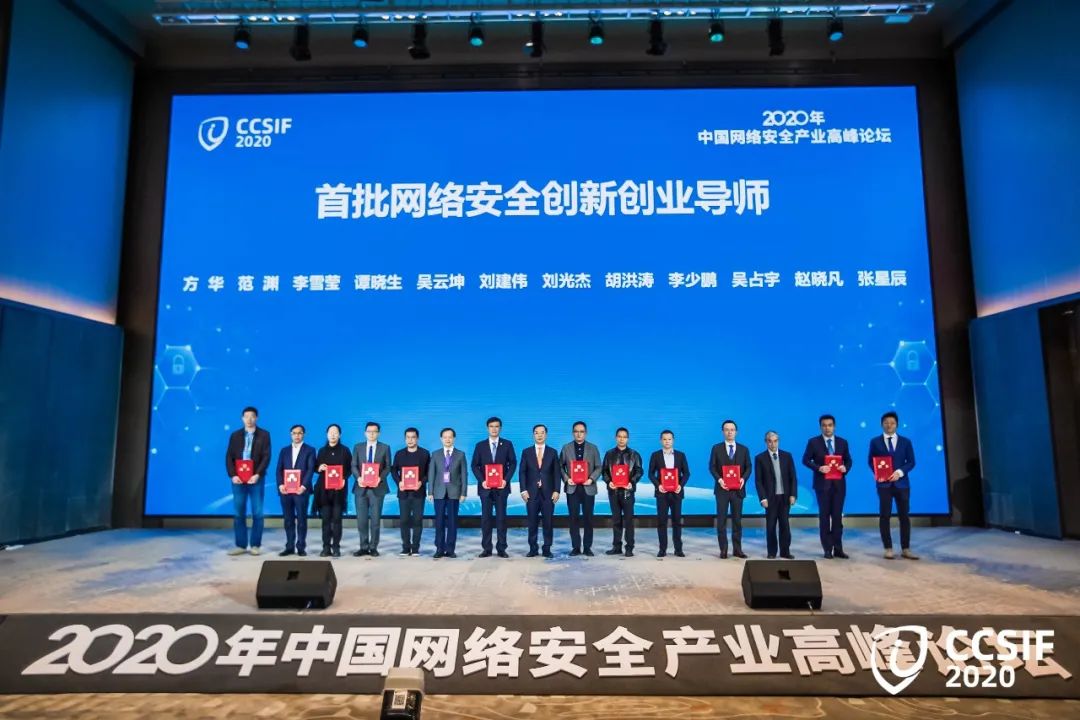 CCSIF
2020
2020年
中国网络安全产业高峰论坛
首批网络安全创新创业导师
方华 范渊 李雪莹 谭晓生 吴云坤 刘建伟 刘光杰 胡洪涛 李少鹏 吴占宇 赵晓凡 张星辰
2020年中国网络安全产业高峰论坛
CCSIF
2020